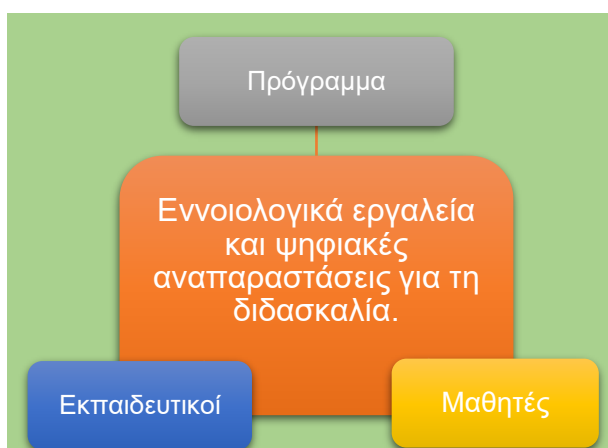 Πρόγραμμα
Εννοιολογικά εργαλεία
και ψηφιακές
αναπαραστάσεις για τη
διδασκαλία.
Εκπαιδευτικοί
Μαθητές